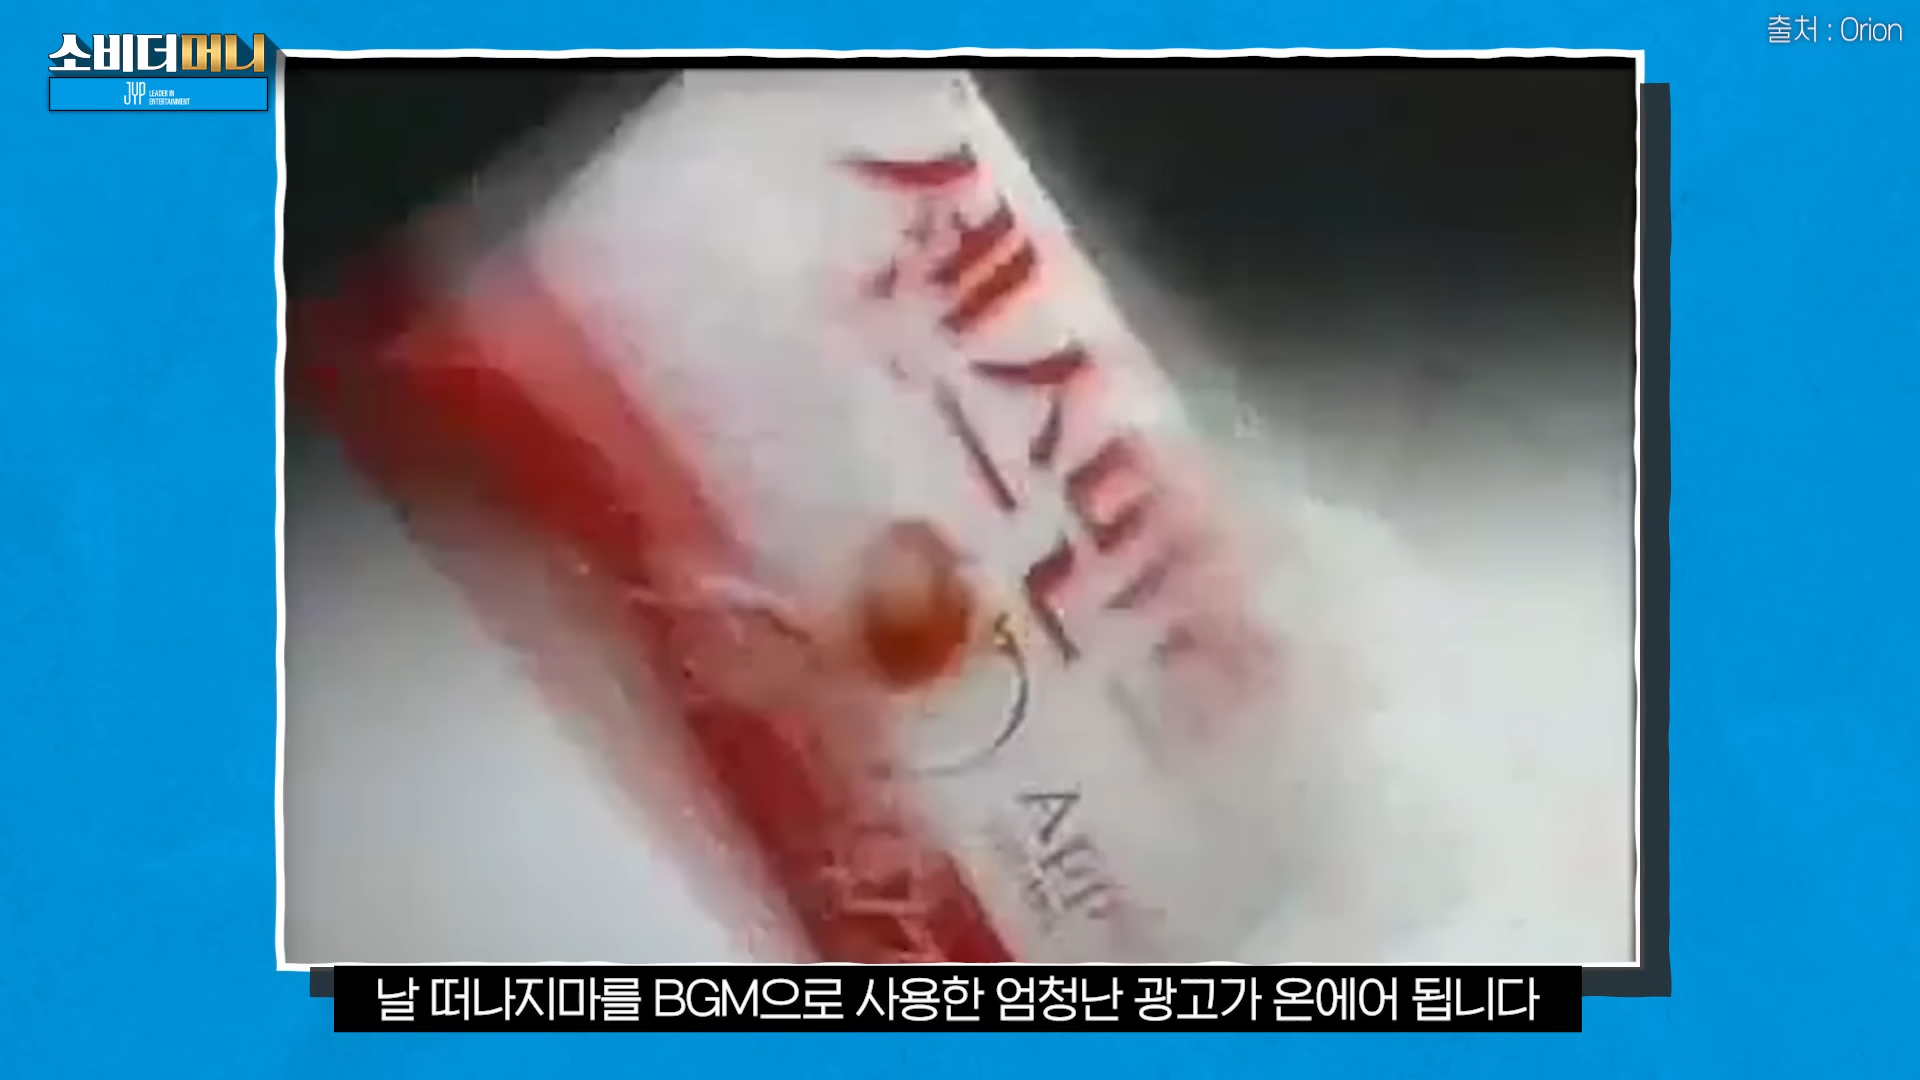 출처 : Orion
소비더머니
JYP LEADER IN
ENTERTAINMENT
날 떠나지마를 BGM으로 사용한 엄청난 광고가 온에어 됩니다